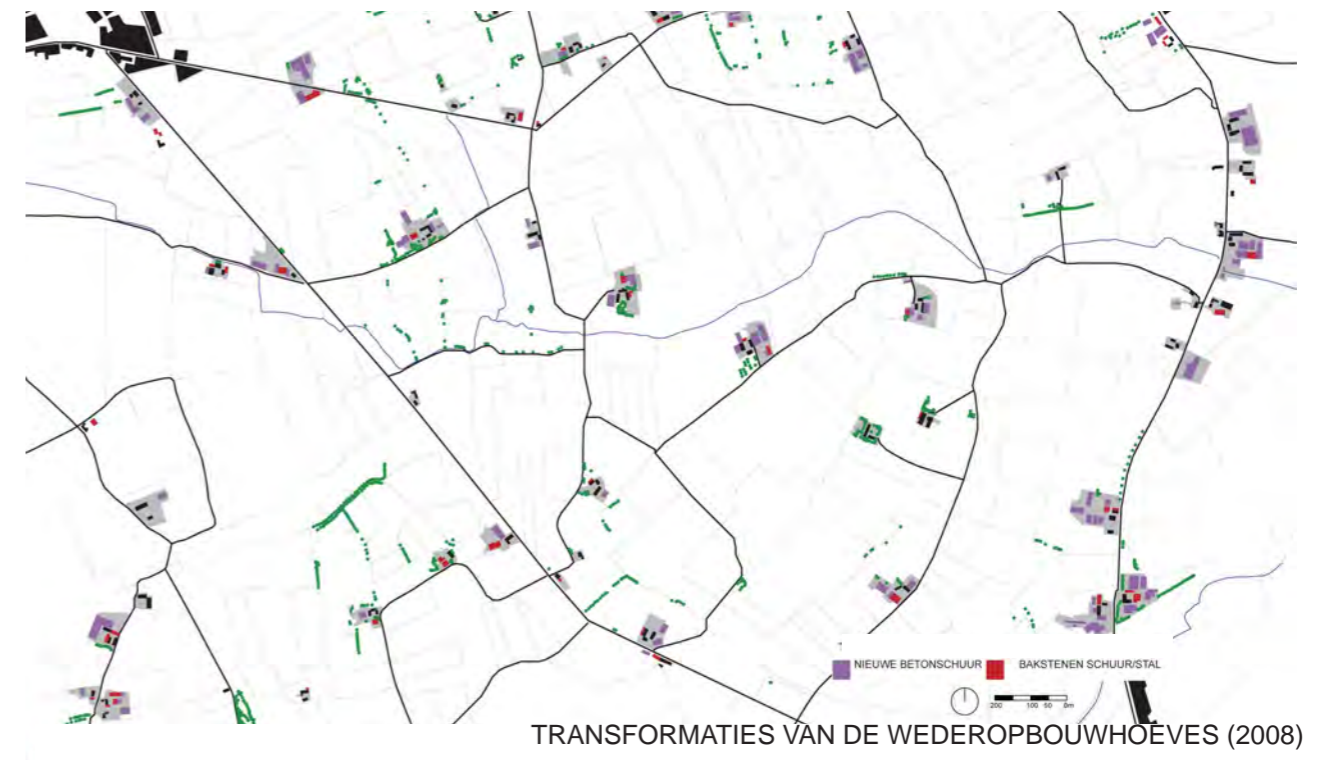 NIEUWE BETONSCHUUR BAKSTENEN SCHUUR/STAL
200 100 50 0m
TRANSFORMATIES VAN DE WEDEROPBOUWHOEVES (2008)